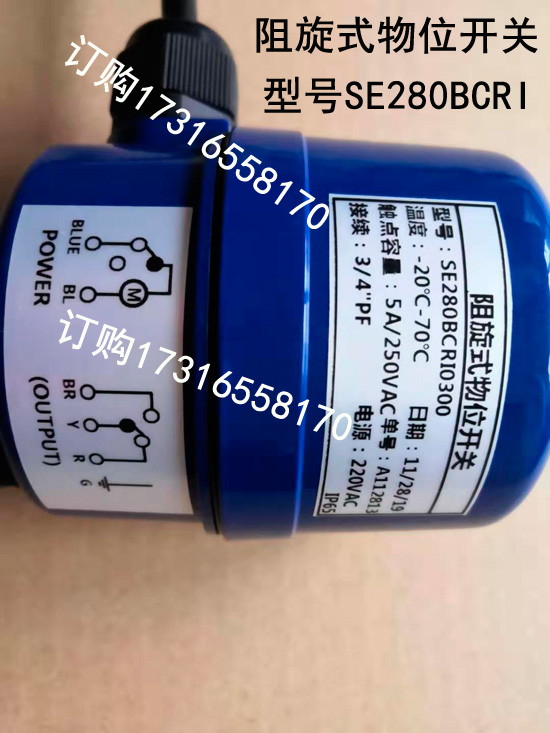 阻旋式物位开关
型号SE280BCRI
订购17316558170
订购17316558170
BLUE
BL
M
POWER
BR
Y
R
G
(OUTPUT)
阻旋式物位开关
型号：SE280BCRI0300
温度：-20℃-70℃ 日期：11/28/19
触点容量：5A/250VAC 单号：A112813
接续：3/4"PF 电源：220VAC
IP65